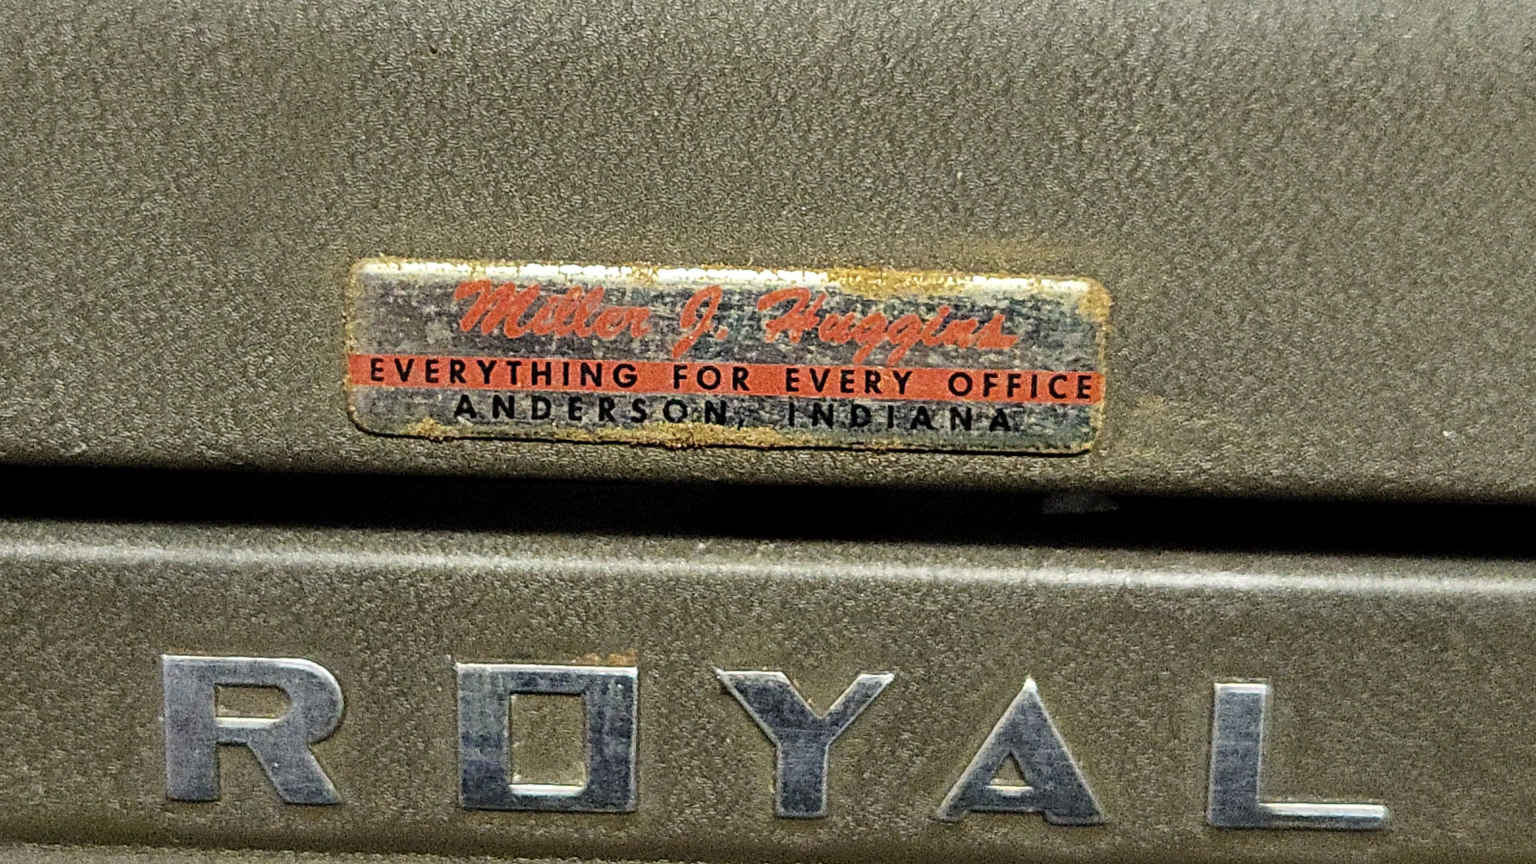 Miller J. Huggins
EVERYTHING FOR EVERY OFFICE
ANDERSON, INDIANA
ROYAL